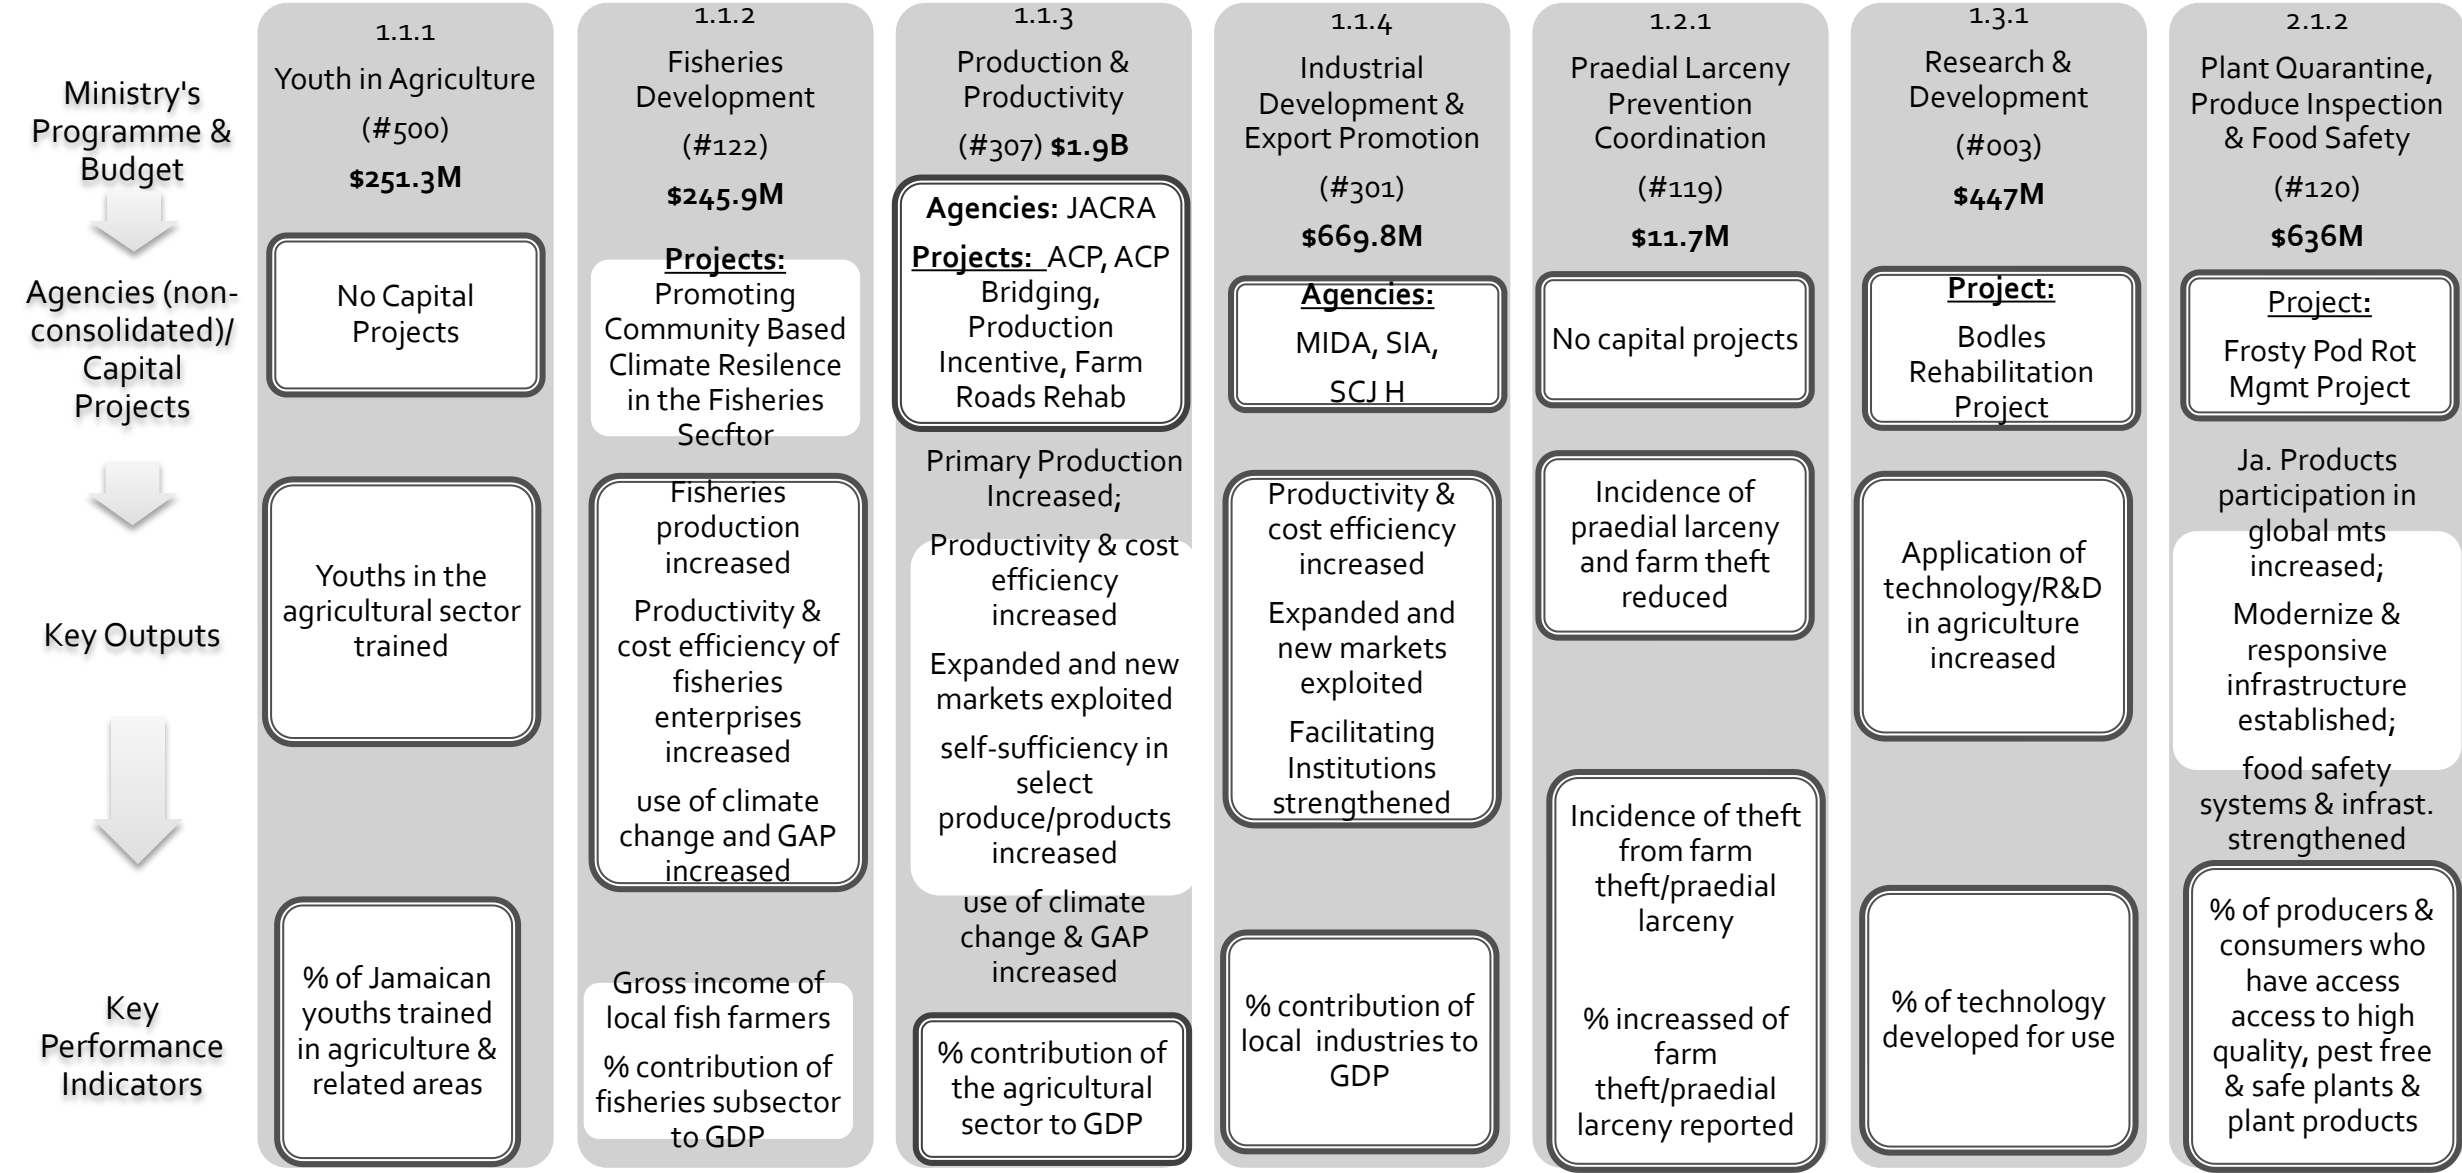 Ministry's
Programme &
Budget
Agencies (non-
consolidated)/
Capital
Projects
Key Outputs
Key
Performance
Indicators
1.1.1
Youth in Agriculture
(#500)
$251.3M
No Capital
Projects
Youths in the
agricultural sector
trained
% of Jamaican
youths trained
in agriculture &
related areas
1.1.2
Fisheries
Development
(#122)
$245.9M
Projects:
Promoting
Community Based
Climate Resilence
in the Fisheries
Secftor
Fisheries
production
increased
Productivity &
cost efficiency of
fisheries
enterprises
increased
use of climate
change and GAP
increased
Gross income of
local fish farmers
% contribution of
fisheries subsector
to GDP
1.1.3
Production &
Productivity
(#307) $1.9B
Agencies: JACRA
Projects: ACP, ACP
Bridging,
Production
Incentive, Farm
Roads Rehab
Primary Production
Increased;
Productivity & cost
efficiency
increased
Expanded and new
markets exploited
self-sufficiency in
select
produce/products
increased
use of climate
change & GAP
increased
% contribution of
the agricultural
sector to GDP
1.1.4
Industrial
Development &
Export Promotion
(#301)
$669.8M
Agencies:
MIDA, SIA,
SCJ H
Productivity &
cost efficiency
increased
Expanded and
new markets
exploited
Facilitating
Institutions
strengthened
% contribution of
local industries to
GDP
1.2.1
Praedial Larceny
Prevention
Coordination
(#119)
$11.7M
No capital projects
Incidence of
praedial larceny
and farm theft
reduced
Incidence of theft
from farm
theft/praedial
larceny
% increassed of
farm
theft/praedial
larceny reported
1.3.1
Research &
Development
(#003)
$447M
Project:
Bodles
Rehabilitation
Project
Application of
technology/R&D
in agriculture
increased
% of technology
developed for use
2.1.2
Plant Quarantine,
Produce Inspection
& Food Safety
(#120)
$636M
Project:
Frosty Pod Rot
Mgmt Project
Ja. Products
participation in
global mts
increased;
Modernize &
responsive
infrastructure
established;
food safety
systems & infrast.
strengthened
% of producers &
consumers who
have access
access to high
quality, pest free
& safe plants &
plant products